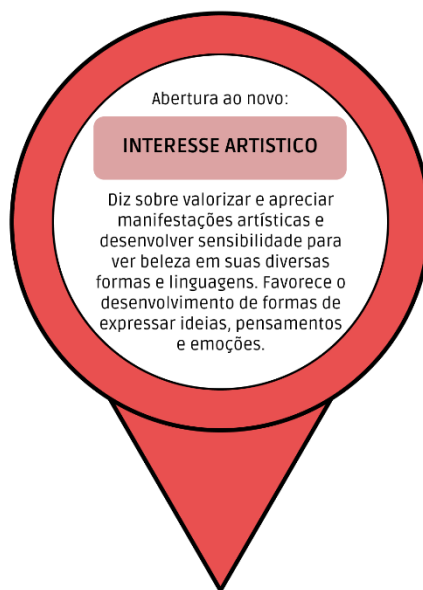 Abertura ao novo:
INTERESSE ARTISTICO
Diz sobre valorizar e apreciar
manifestações artísticas e
desenvolver sensibilidade para
ver beleza em suas diversas
formas e linguagens. Favorece o
desenvolvimento de formas de
expressar ideias, pensamentos
e emoções.